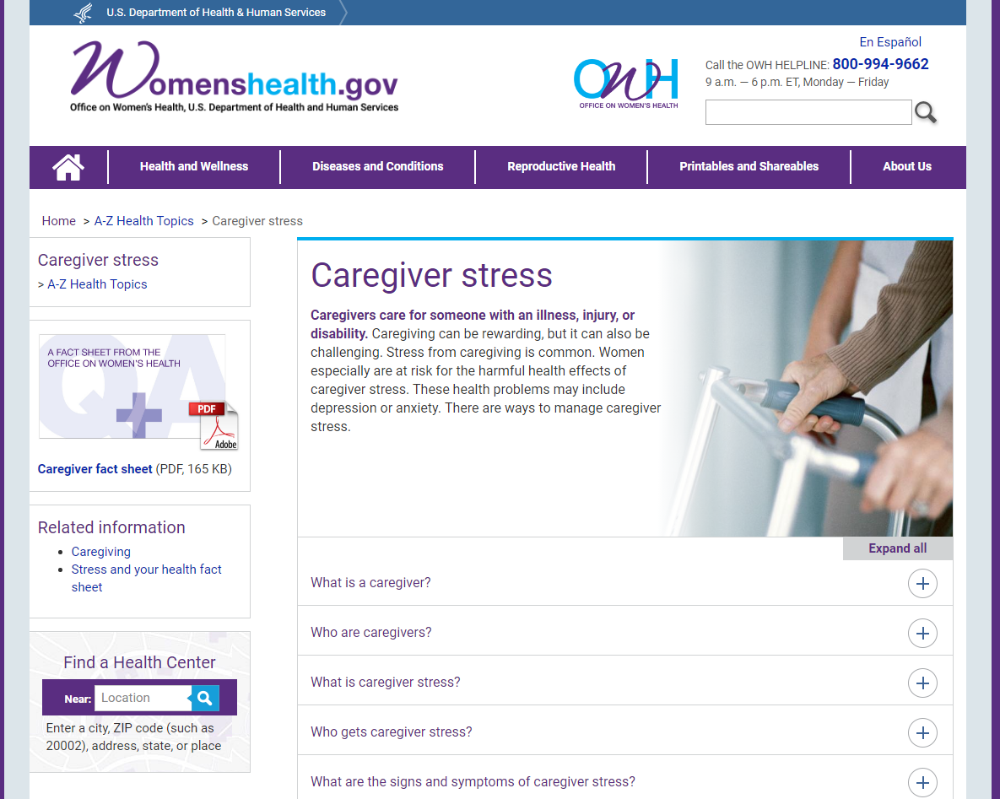 U.S. Department of Health & Human Services
Womenshealth.gov
Office on Women's Health, U.S. Department of Health and Human Services
OWH
OFFICE ON WOMEN'S HEALTH
En Español
Call the OWH HELPLINE: 800-994-9662
9 a.m. — 6 p.m. ET, Monday — Friday
Health and Wellness
Diseases and Conditions
Reproductive Health
Printables and Shareables
About Us
Home > A-Z Health Topics > Caregiver stress
Caregiver stress
> A-Z Health Topics
QA
A FACT SHEET FROM THE
OFFICE ON WOMEN'S HEALTH
PDF
Adobe
Caregiver fact sheet (PDF, 165 KB)
Related information
Caregiving
Stress and your health fact
sheet
Find a Health Center
Near: Location
Enter a city, ZIP code (such as
20002), address, state, or place
Caregiver stress
Caregivers care for someone with an illness, injury, or
disability. Caregiving can be rewarding, but it can also be
challenging. Stress from caregiving is common. Women
especially are at risk for the harmful health effects of
caregiver stress. These health problems may include
depression or anxiety. There are ways to manage caregiver
stress.
Expand all
What is a caregiver?
Who are caregivers?
What is caregiver stress?
Who gets caregiver stress?
What are the signs and symptoms of caregiver stress?